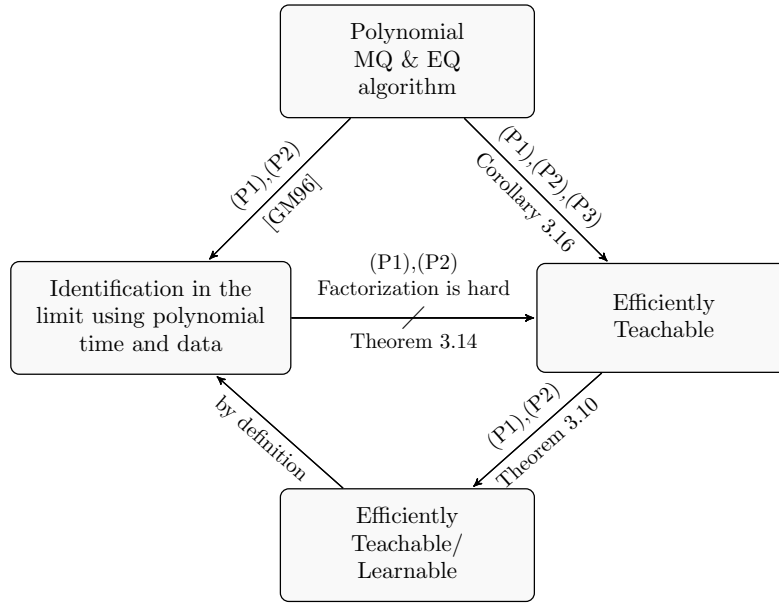 Polynomial
MQ & EQ
algorithm
(P1),(P2)
[GM96]
(P1),(P2),(P3)
Corollary 3.16
Identification in the
limit using polynomial
time and data
(P1),(P2)
Factorization is hard
Theorem 3.14
Efficiently
Teachable
by definition
(P1),(P2)
Theorem 3.10
Efficiently
Teachable/
Learnable